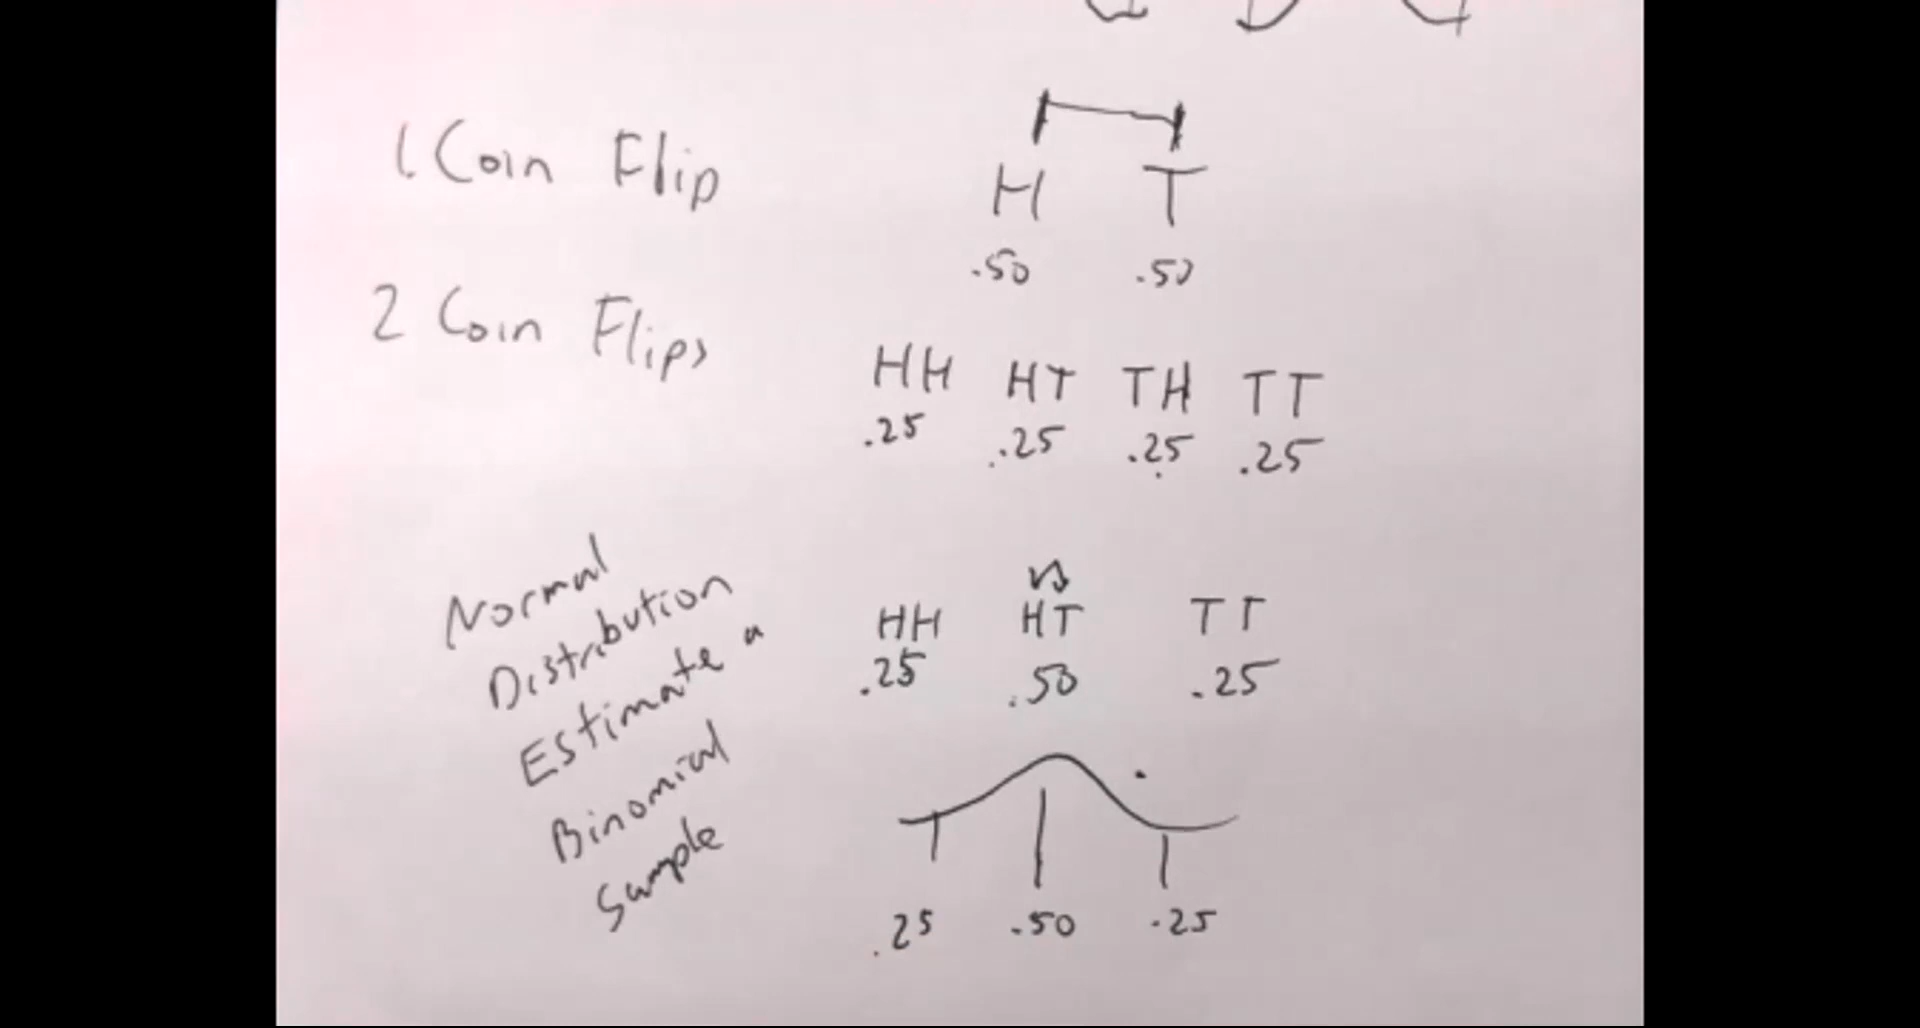 1 Coin Flip
H T
.50 .50
2 Coin Flips
HH HT TH TT
.25 .25 .25 .25
Normal
Distribution
Estimate a
Binomial
Sample
HH HT TT
.25 .50 .25
.25 .50 .25